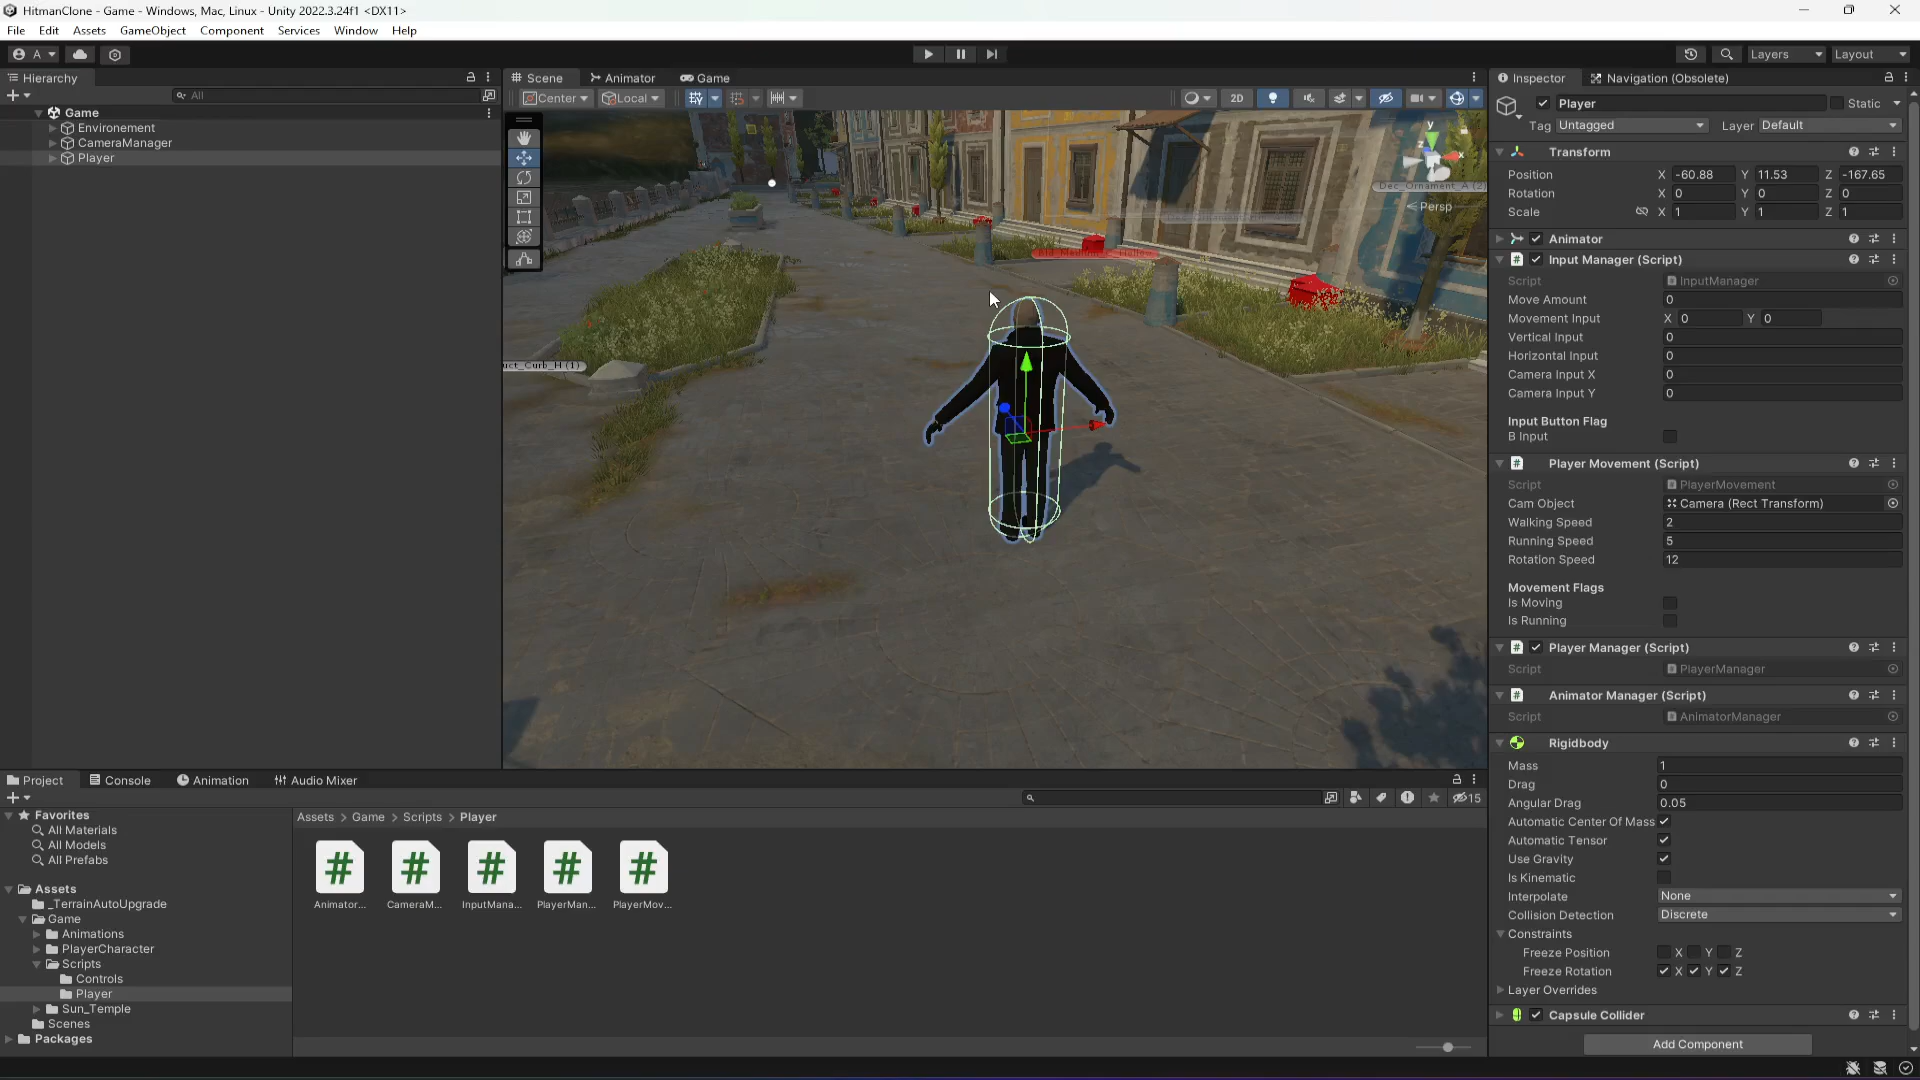 HitmanClone - Game - Windows, Mac, Linux - Unity 2022.3.24f1 <DX11>
File Edit Assets GameObject Component Services Window Help
A Layers Layout
Hierarchy
All
Game
Environement
CameraManager
Player
Scene Animator Game
Center Local 2D
y
x
z
Persp
Dec_Ornament_A (2)
uct_Curb_H (1)
Inspector Navigation (Obsolete)
Player Static
Tag Untagged Layer Default
Transform
Position X -60.88 Y 11.53 Z -167.65
Rotation X 0 Y 0 Z 0
Scale X 1 Y 1 Z 1
Animator
# Input Manager (Script)
Script InputManager
Move Amount 0
Movement Input X 0 Y 0
Vertical Input 0
Horizontal Input 0
Camera Input X 0
Camera Input Y 0
Input Button Flag
B Input
# Player Movement (Script)
Script PlayerMovement
Cam Object Camera (Rect Transform)
Walking Speed 2
Running Speed 5
Rotation Speed 12
Movement Flags
Is Moving
Is Running
# Player Manager (Script)
Script PlayerManager
# Animator Manager (Script)
Script AnimatorManager
Rigidbody
Mass 1
Drag 0
Angular Drag 0.05
Automatic Center Of Mass
Automatic Tensor
Use Gravity
Is Kinematic
Interpolate None
Collision Detection Discrete
Constraints
Freeze Position X Y Z
Freeze Rotation X Y Z
Layer Overrides
Capsule Collider
Add Component
Project Console Animation Audio Mixer
15
Favorites
All Materials
All Models
All Prefabs
Assets
_TerrainAutoUpgrade
Game
Animations
PlayerCharacter
Scripts
Controls
Player
Sun_Temple
Scenes
Packages
Assets > Game > Scripts > Player
# # # # #
Animator... CameraM... InputMana... PlayerMan... PlayerMov...